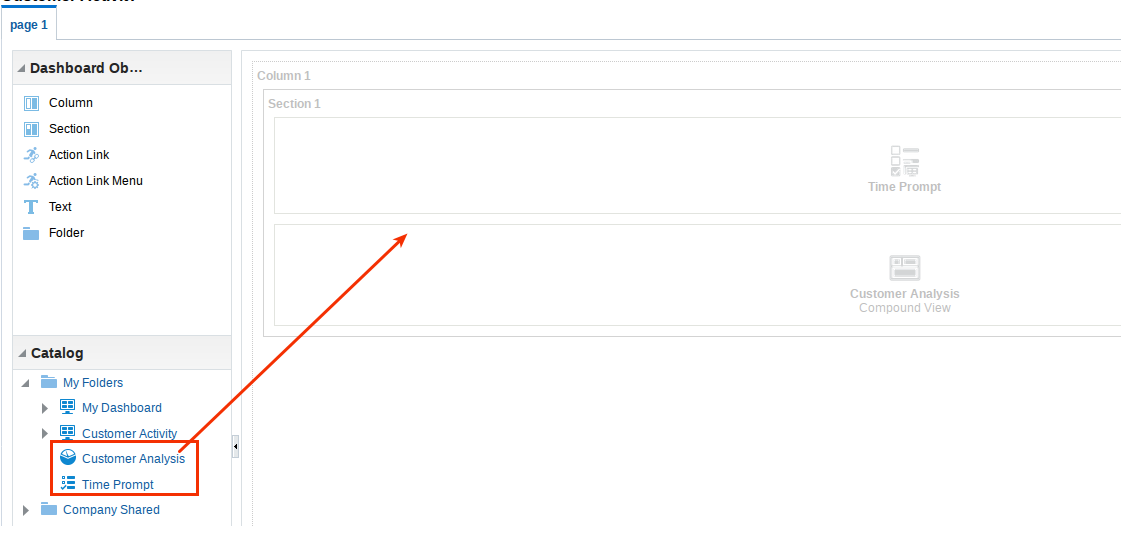 page 1
Dashboard Ob...
Column
Section
Action Link
Action Link Menu
Text
Folder
Catalog
My Folders
My Dashboard
Customer Activity
Customer Analysis
Time Prompt
Company Shared
Column 1
Section 1
Time Prompt
Customer Analysis
Compound View